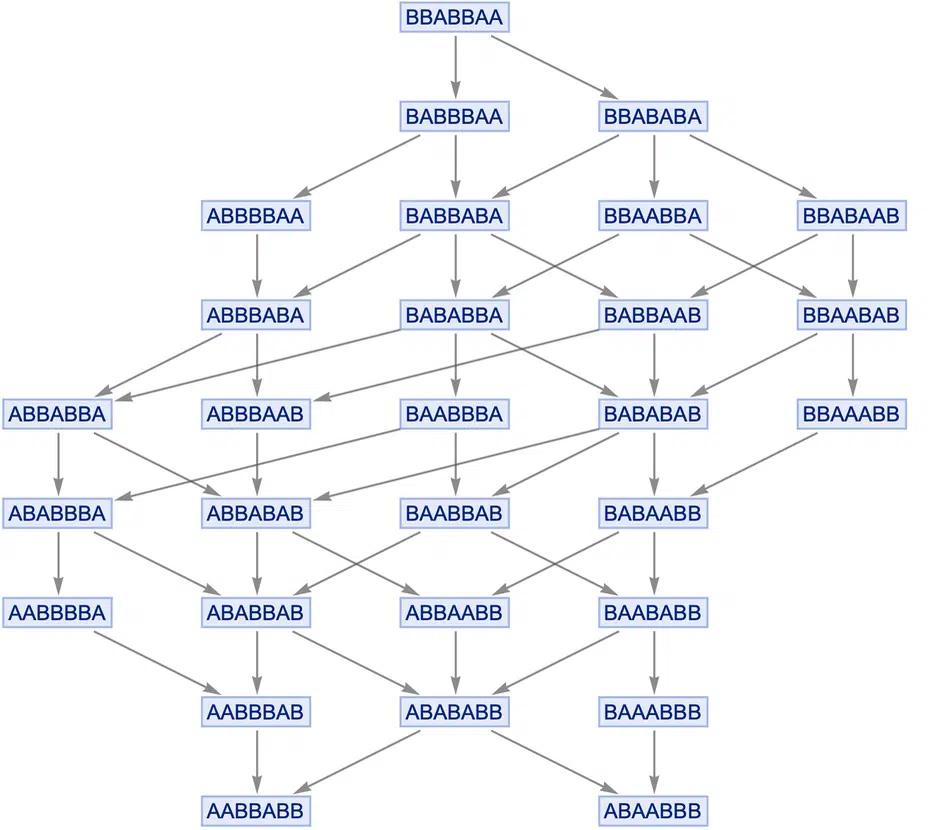 BBABBAA
BABBBAA BBABABA
ABBBBAA BABBABA BBAABBA BBABAAB
ABBBABA BABABBA BABBAAB BBAABAB
ABBABBA ABBBAAB BAABBBA BABABAB BBAAABB
ABABBBA ABBABAB BAABBAB BABAABB
AABBBBA ABABBAB ABBAABB BAABABB
AABBBAB ABABABB BAAABBB
AABBABB ABAABBB